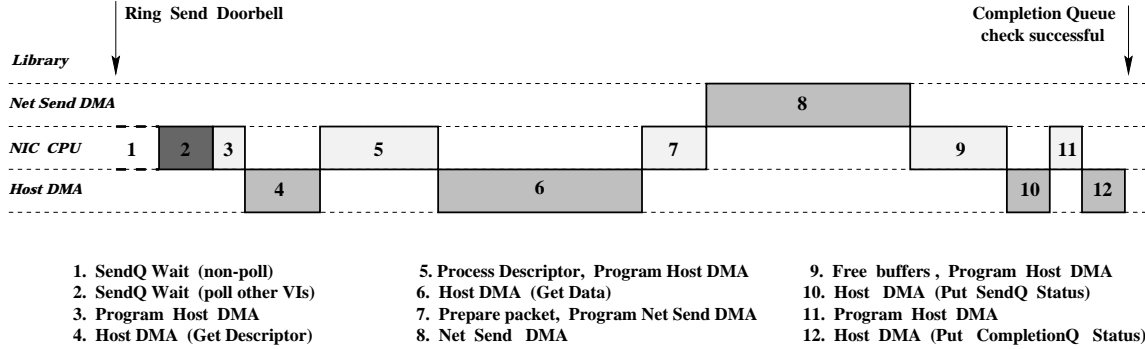 Ring Send Doorbell
Completion Queue
check successful
Library
Net Send DMA
8
NIC CPU
1 2 3 5 7 9 11
Host DMA
4 6 10 12
1. SendQ Wait (non-poll)
2. SendQ Wait (poll other VIs)
3. Program Host DMA
4. Host DMA (Get Descriptor)
5. Process Descriptor, Program Host DMA
6. Host DMA (Get Data)
7. Prepare packet, Program Net Send DMA
8. Net Send DMA
9. Free buffers , Program Host DMA
10. Host DMA (Put SendQ Status)
11. Program Host DMA
12. Host DMA (Put CompletionQ Status)